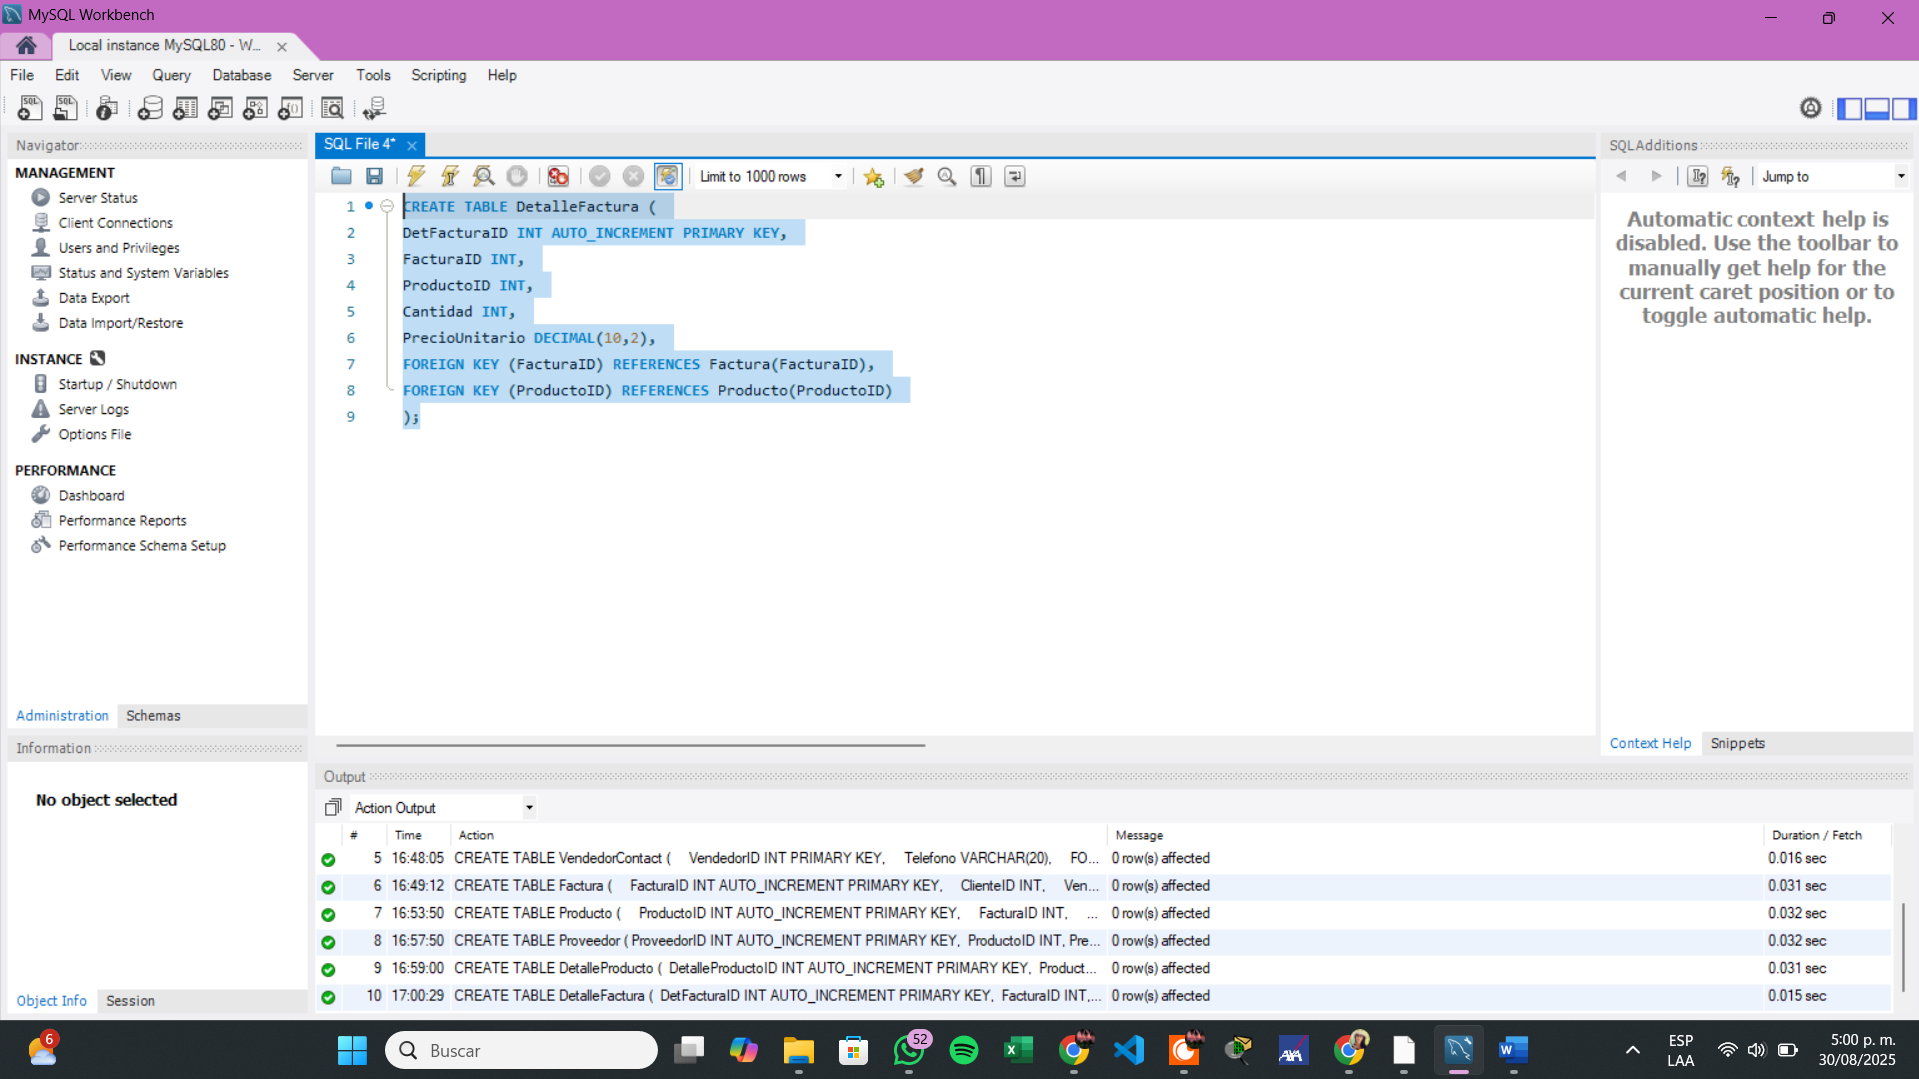 MySQL Workbench
Local instance MySQL80 - W...
File Edit View Query Database Server Tools Scripting Help
Navigator
MANAGEMENT
Server Status
Client Connections
Users and Privileges
Status and System Variables
Data Export
Data Import/Restore
INSTANCE
Startup / Shutdown
Server Logs
Options File
PERFORMANCE
Dashboard
Performance Reports
Performance Schema Setup
Administration Schemas
Information
No object selected
Object Info Session
SQL File 4*
Limit to 1000 rows
1 CREATE TABLE DetalleFactura (
2 DetFacturaID INT AUTO_INCREMENT PRIMARY KEY,
3 FacturaID INT,
4 ProductoID INT,
5 Cantidad INT,
6 PrecioUnitario DECIMAL(10,2),
7 FOREIGN KEY (FacturaID) REFERENCES Factura(FacturaID),
8 FOREIGN KEY (ProductoID) REFERENCES Producto(ProductoID)
9 );
SQLAdditions
Jump to
Automatic context help is
disabled. Use the toolbar to
manually get help for the
current caret position or to
toggle automatic help.
Context Help Snippets
Output
Action Output
# Time Action Message Duration / Fetch
5 16:48:05 CREATE TABLE VendedorContact ( VendedorID INT PRIMARY KEY, Telefono VARCHAR(20), FO... 0 row(s) affected 0.016 sec
6 16:49:12 CREATE TABLE Factura ( FacturaID INT AUTO_INCREMENT PRIMARY KEY, ClienteID INT, Ven... 0 row(s) affected 0.031 sec
7 16:53:50 CREATE TABLE Producto ( ProductoID INT AUTO_INCREMENT PRIMARY KEY, FacturaID INT, ... 0 row(s) affected 0.032 sec
8 16:57:50 CREATE TABLE Proveedor ( ProveedorID INT AUTO_INCREMENT PRIMARY KEY, ProductoID INT, Pre... 0 row(s) affected 0.032 sec
9 16:59:00 CREATE TABLE DetalleProducto ( DetalleProductoID INT AUTO_INCREMENT PRIMARY KEY, Product... 0 row(s) affected 0.031 sec
10 17:00:29 CREATE TABLE DetalleFactura ( DetFacturaID INT AUTO_INCREMENT PRIMARY KEY, FacturaID INT,... 0 row(s) affected 0.015 sec
6
Buscar
52
AXA
ESP
LAA
5:00 p. m.
30/08/2025